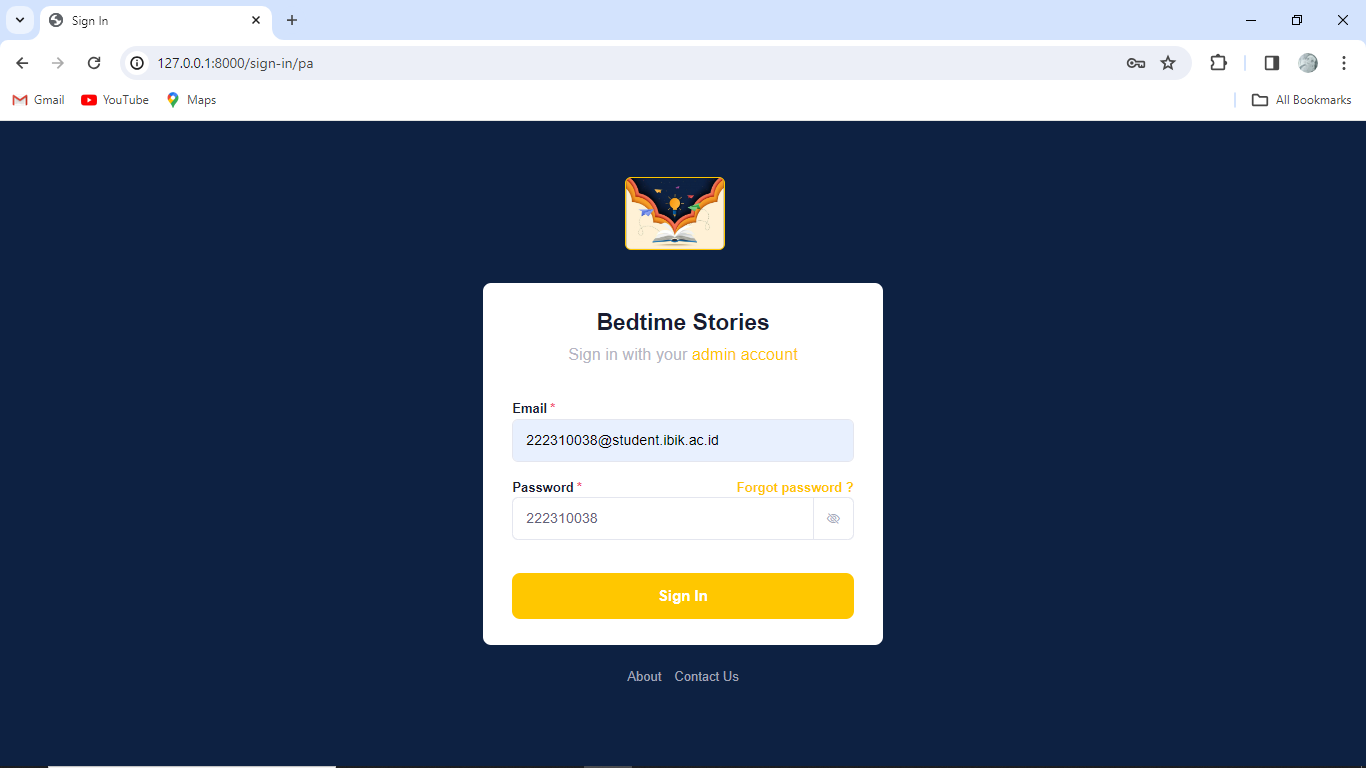 Sign In
127.0.0.1:8000/sign-in/pa
Gmail YouTube Maps All Bookmarks
Bedtime Stories
Sign in with your admin account
Email *
222310038@student.ibik.ac.id
Password * Forgot password ?
222310038
Sign In
About Contact Us